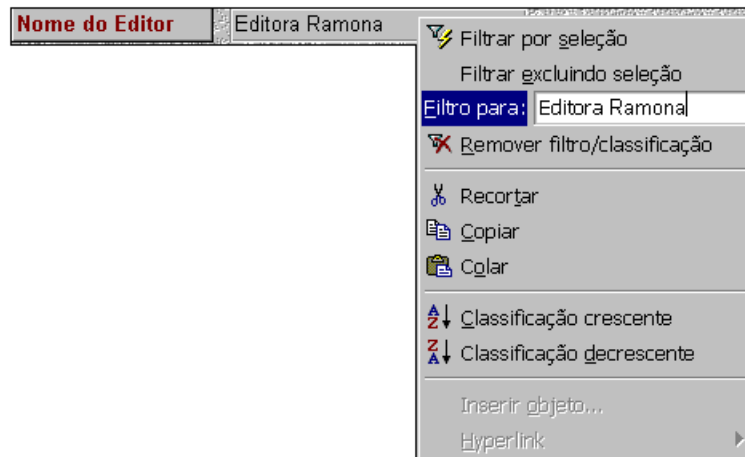 Nome do Editor
Editora Ramona
Filtrar por seleção
Filtrar excluindo seleção
Filtro para: Editora Ramona
Remover filtro/classificação
Recortar
Copiar
Colar
Classificação crescente
Classificação decrescente
Inserir objeto...
Hyperlink